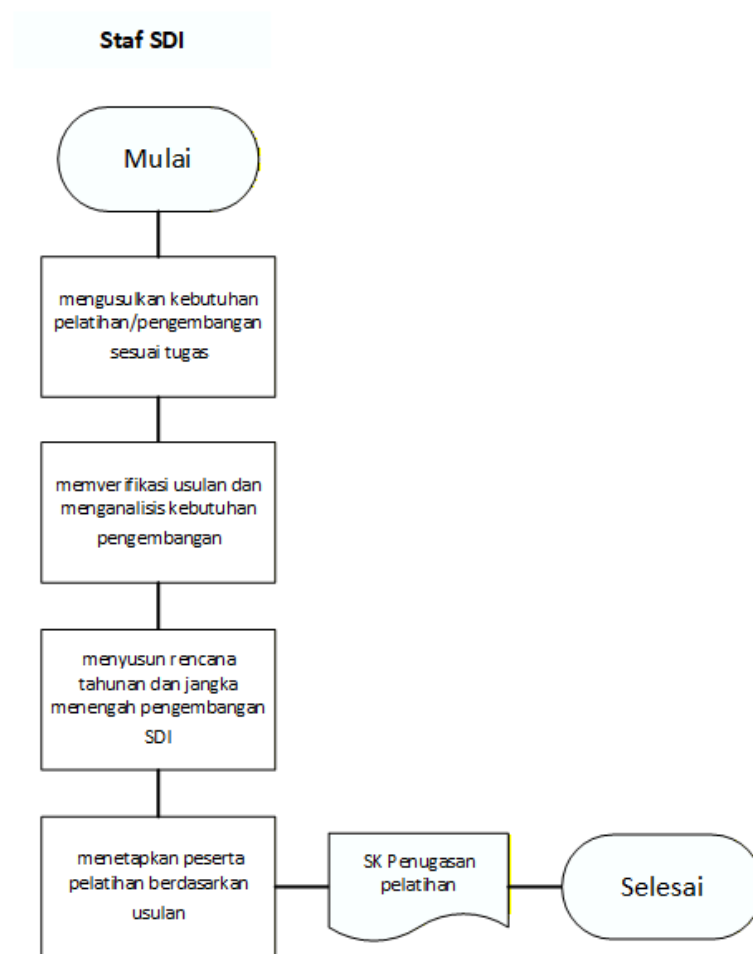 Staf SDI
Mulai
mengusulkan kebutuhan
pelatihan/pengembangan
sesuai tugas
memverifikasi usulan dan
menganalisis kebutuhan
pengembangan
menyusun rencana
tahunan dan jangka
menengah pengembangan
SDI
menetapkan peserta
pelatihan berdasarkan
usulan
SK Penugasan
pelatihan
Selesai